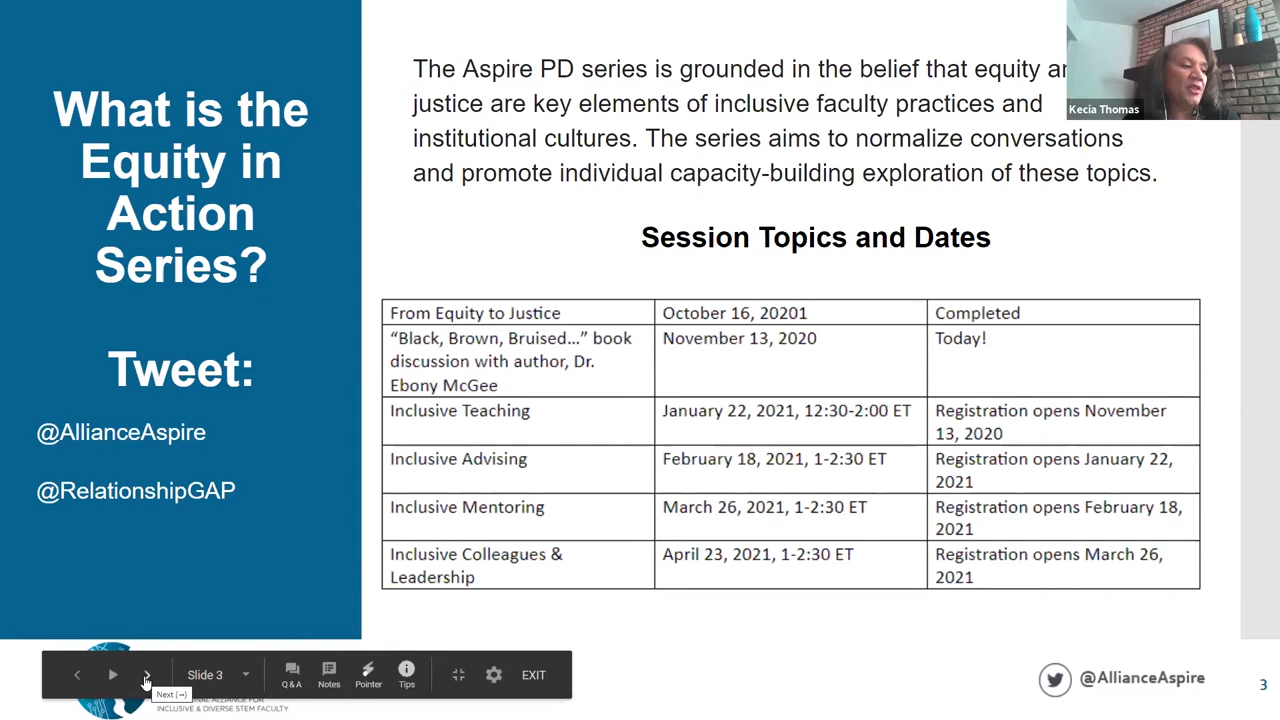 What is the
Equity in
Action
Series?
Tweet:
@AllianceAspire
@RelationshipGAP
The Aspire PD series is grounded in the belief that equity
justice are key elements of inclusive faculty practices and
institutional cultures. The series aims to normalize conversations
and promote individual capacity-building exploration of these topics.
Kecia Thomas
Session Topics and Dates
From Equity to Justice October 16, 20201 Completed
“Black, Brown, Bruised...” book November 13, 2020 Today!
discussion with author, Dr.
Ebony McGee
Inclusive Teaching January 22, 2021, 12:30-2:00 ET Registration opens November
13, 2020
Inclusive Advising February 18, 2021, 1-2:30 ET Registration opens January 22,
2021
Inclusive Mentoring March 26, 2021, 1-2:30 ET Registration opens February 18,
2021
Inclusive Colleagues & April 23, 2021, 1-2:30 ET Registration opens March 26,
Leadership 2021
Slide 3 Q & A Notes Pointer Tips EXIT
Next (→)
INCLUSIVE & DIVERSE STEM FACULTY
@AllianceAspire
3